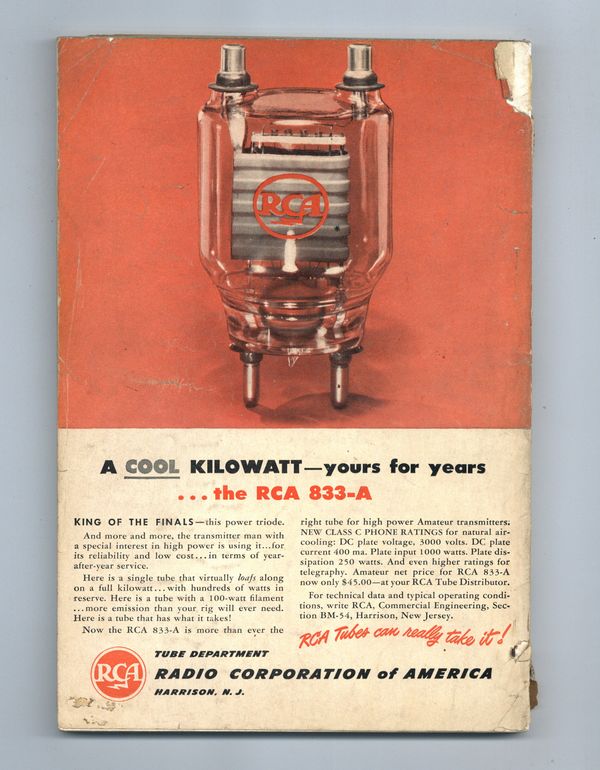 RCA
A COOL KILOWATT—yours for years
...the RCA 833-A
KING OF THE FINALS—this power triode.
And more and more, the transmitter man with
a special interest in high power is using it...for
its reliability and low cost...in terms of year-
after-year service.
Here is a single tube that virtually loafs along
on a full kilowatt...with hundreds of watts in
reserve. Here is a tube with a 100-watt filament
...more emission than your rig will ever need.
Here is a tube that has what it takes!
Now the RCA 833-A is more than ever the
right tube for high power Amateur transmitters.
NEW CLASS C PHONE RATINGS for natural air-
cooling: DC plate voltage, 3000 volts. DC plate
current 400 ma. Plate input 1000 watts. Plate dis-
sipation 250 watts. And even higher ratings for
telegraphy. Amateur net price for RCA 833-A
now only $45.00—at your RCA Tube Distributor.
For technical data and typical operating condi-
tions, write RCA, Commercial Engineering, Sec-
tion BM-54, Harrison, New Jersey.
RCA Tubes can really take it!
RCA
TUBE DEPARTMENT
RADIO CORPORATION of AMERICA
HARRISON, N. J.